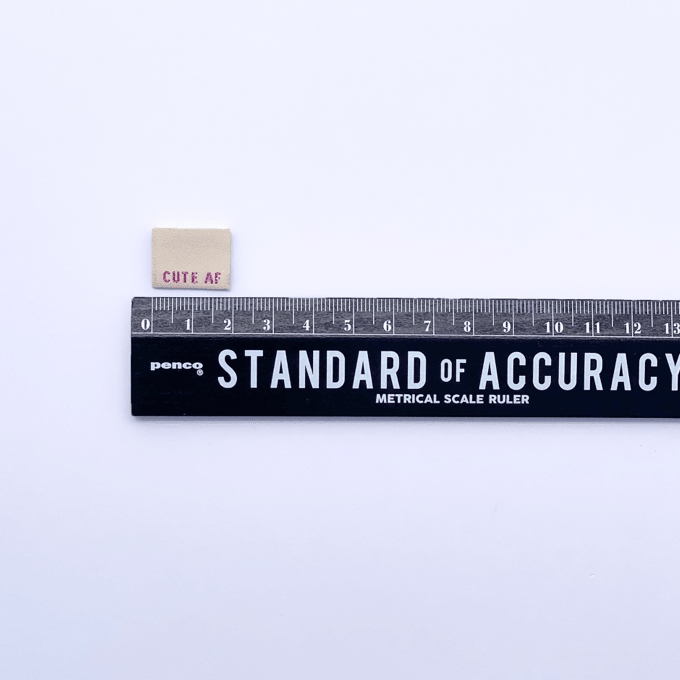 CUTE AF
0 1 2 3 4 5 6 7 8 9 10 11 12 13
penco®
STANDARD OF ACCURACY
METRICAL SCALE RULER